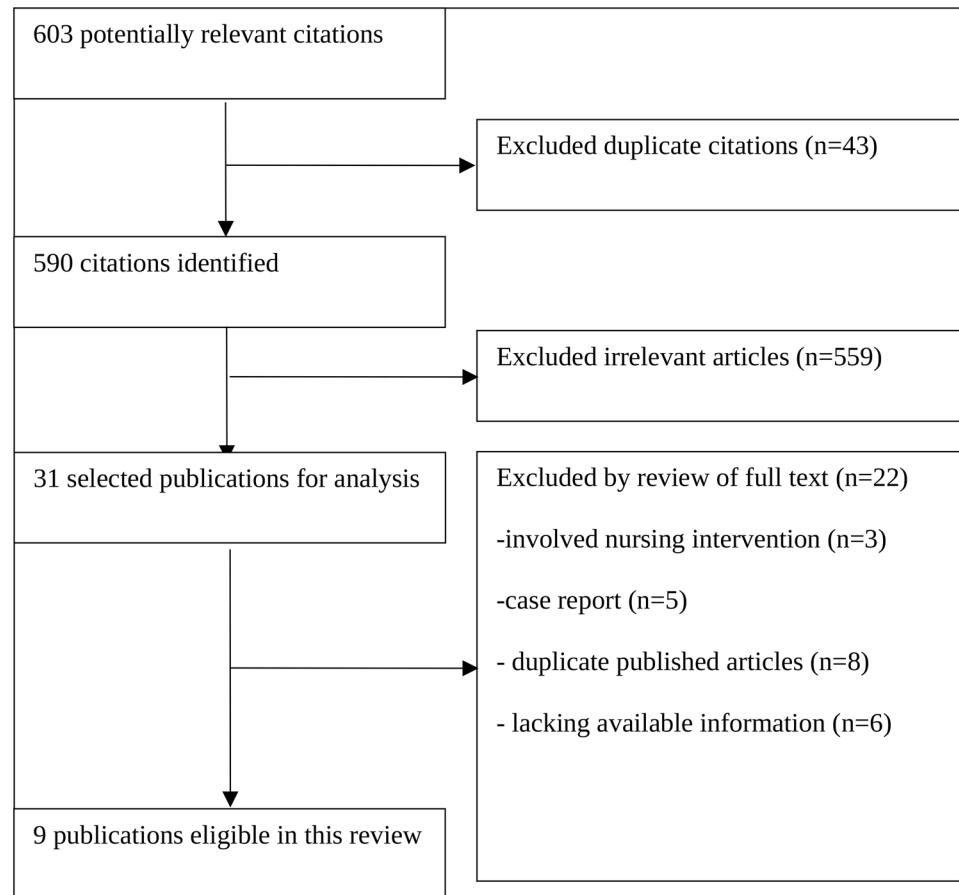 603 potentially relevant citations
Excluded duplicate citations (n=43)
590 citations identified
Excluded irrelevant articles (n=559)
31 selected publications for analysis
Excluded by review of full text (n=22)
-involved nursing intervention (n=3)
-case report (n=5)
- duplicate published articles (n=8)
- lacking available information (n=6)
9 publications eligible in this review